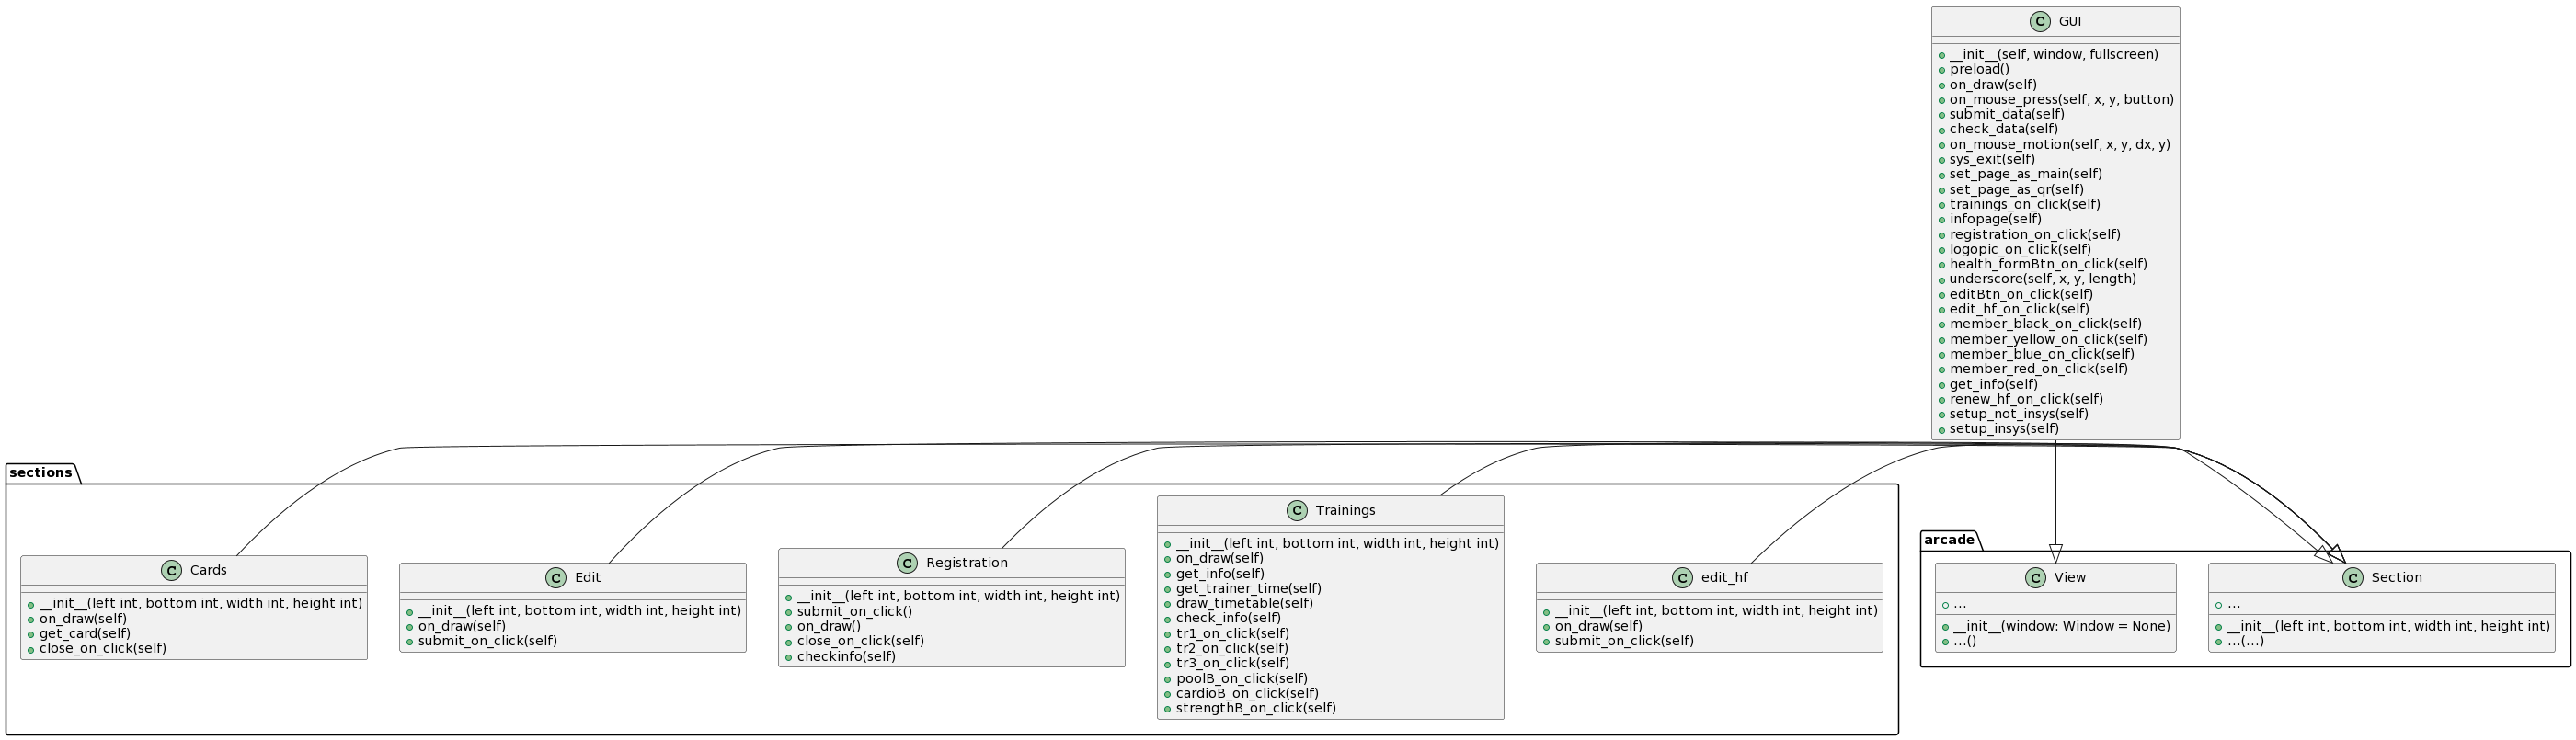 GUI
__init__(self, window, fullscreen)
preload()
on_draw(self)
on_mouse_press(self, x, y, button)
submit_data(self)
check_data(self)
on_mouse_motion(self, x, y, dx, y)
sys_exit(self)
set_page_as_main(self)
set_page_as_qr(self)
trainings_on_click(self)
infopage(self)
registration_on_click(self)
logopic_on_click(self)
health_formBtn_on_click(self)
underscore(self, x, y, length)
editBtn_on_click(self)
edit_hf_on_click(self)
member_black_on_click(self)
member_yellow_on_click(self)
member_blue_on_click(self)
member_red_on_click(self)
get_info(self)
renew_hf_on_click(self)
setup_not_insys(self)
setup_insys(self)
sections
C Cards
__init__(left int, bottom int, width int, height int)
on_draw(self)
get_card(self)
close_on_click(self)
C Edit
__init__(left int, bottom int, width int, height int)
on_draw(self)
submit_on_click(self)
C Registration
__init__(left int, bottom int, width int, height int)
submit_on_click()
on_draw()
close_on_click(self)
checkinfo(self)
C Trainings
__init__(left int, bottom int, width int, height int)
on_draw(self)
get_info(self)
get_trainer_time(self)
draw_timetable(self)
check_info(self)
tr1_on_click(self)
tr2_on_click(self)
tr3_on_click(self)
poolB_on_click(self)
cardioB_on_click(self)
strengthB_on_click(self)
C edit_hf
__init__(left int, bottom int, width int, height int)
on_draw(self)
submit_on_click(self)
arcade
C View
...
__init__(window: Window = None)
...()
C Section
...
__init__(left int, bottom int, width int, height int)
...(...)